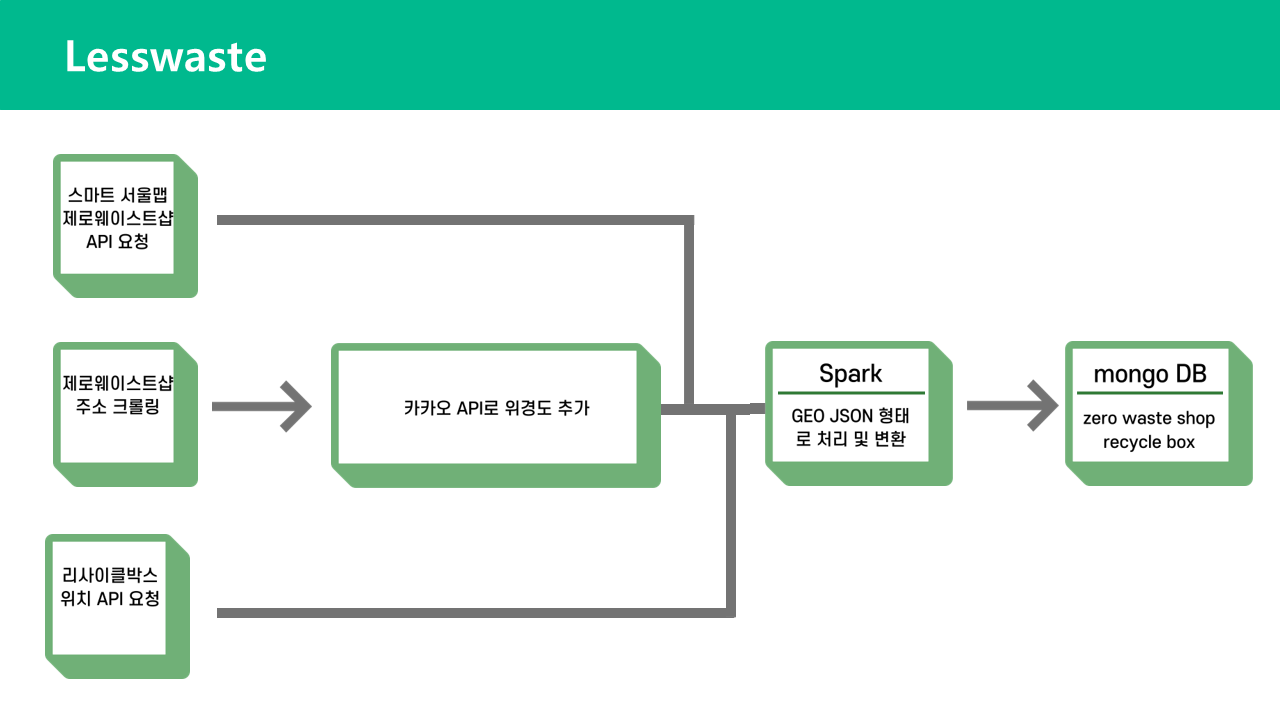 Lesswaste
스마트 서울맵
제로웨이스트샵
API 요청
제로웨이스트샵
주소 크롤링
카카오 API로 위경도 추가
Spark
GEO JSON 형태
로 처리 및 변환
mongo DB
zero waste shop
recycle box
리사이클박스
위치 API 요청